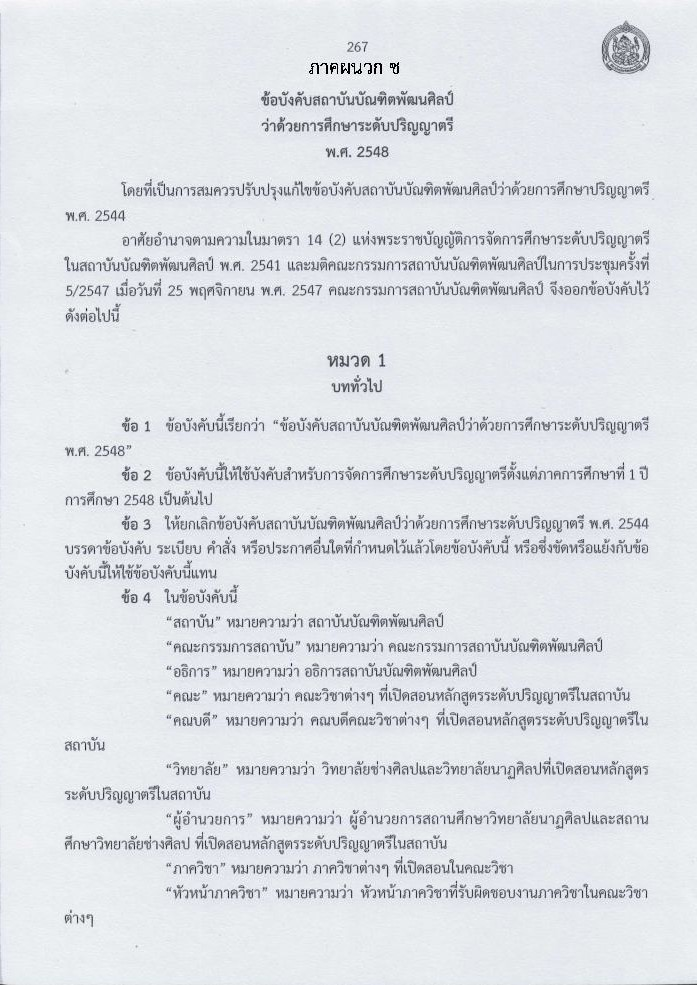 267
ภาคผนวก ซ
ข้อบังคับสถาบันบัณฑิตพัฒนศิลป์
ว่าด้วยการศึกษาระดับปริญญาตรี
พ.ศ. 2548
โดยที่เป็นการสมควรปรับปรุงแก้ไขข้อบังคับสถาบันบัณฑิตพัฒนศิลป์ว่าด้วยการศึกษาปริญญาตรี
พ.ศ. 2544
อาศัยอำนาจตามความในมาตรา 14 (2) แห่งพระราชบัญญัติการจัดการศึกษาระดับปริญญาตรี
ในสถาบันบัณฑิตพัฒนศิลป์ พ.ศ. 2541 และมติคณะกรรมการสถาบันบัณฑิตพัฒนศิลป์ในการประชุมครั้งที่
5/2547 เมื่อวันที่ 25 พฤศจิกายน พ.ศ. 2547 คณะกรรมการสถาบันบัณฑิตพัฒนศิลป์ จึงออกข้อบังคับไว้
ดังต่อไปนี้
หมวด 1
บททั่วไป
ข้อ 1 ข้อบังคับนี้เรียกว่า “ข้อบังคับสถาบันบัณฑิตพัฒนศิลป์ว่าด้วยการศึกษาระดับปริญญาตรี
พ.ศ. 2548”
ข้อ 2 ข้อบังคับนี้ให้ใช้บังคับสำหรับการจัดการศึกษาระดับปริญญาตรีตั้งแต่ภาคการศึกษาที่ 1 ปี
การศึกษา 2548 เป็นต้นไป
ข้อ 3 ให้ยกเลิกข้อบังคับสถาบันบัณฑิตพัฒนศิลป์ว่าด้วยการศึกษาระดับปริญญาตรี พ.ศ. 2544
บรรดาข้อบังคับ ระเบียบ คำสั่ง หรือประกาศอื่นใดที่กำหนดไว้แล้วโดยข้อบังคับนี้ หรือซึ่งขัดหรือแย้งกับข้อ
บังคับนี้ให้ใช้ข้อบังคับนี้แทน
ข้อ 4 ในข้อบังคับนี้
“สถาบัน” หมายความว่า สถาบันบัณฑิตพัฒนศิลป์
“คณะกรรมการสถาบัน” หมายความว่า คณะกรรมการสถาบันบัณฑิตพัฒนศิลป์
“อธิการ” หมายความว่า อธิการสถาบันบัณฑิตพัฒนศิลป์
“คณะ” หมายความว่า คณะวิชาต่างๆ ที่เปิดสอนหลักสูตรระดับปริญญาตรีในสถาบัน
“คณบดี” หมายความว่า คณบดีคณะวิชาต่างๆ ที่เปิดสอนหลักสูตรระดับปริญญาตรีใน
สถาบัน
“วิทยาลัย” หมายความว่า วิทยาลัยช่างศิลปและวิทยาลัยนาฏศิลปที่เปิดสอนหลักสูตร
ระดับปริญญาตรีในสถาบัน
“ผู้อำนวยการ” หมายความว่า ผู้อำนวยการสถานศึกษาวิทยาลัยนาฏศิลปและสถาน
ศึกษาวิทยาลัยช่างศิลป ที่เปิดสอนหลักสูตรระดับปริญญาตรีในสถาบัน
“ภาควิชา” หมายความว่า ภาควิชาต่างๆ ที่เปิดสอนในคณะวิชา
“หัวหน้าภาควิชา” หมายความว่า หัวหน้าภาควิชาที่รับผิดชอบงานภาควิชาในคณะวิชา
ต่างๆ